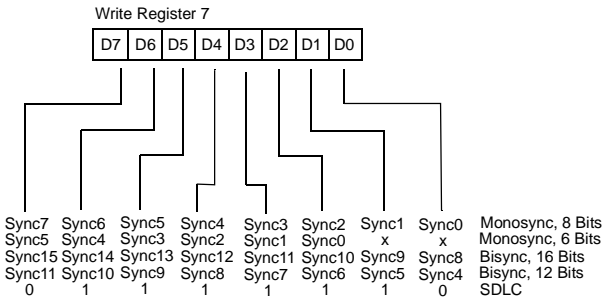 Write Register 7
D7 D6 D5 D4 D3 D2 D1 D0
Sync7 Sync6 Sync5 Sync4 Sync3 Sync2 Sync1 Sync0 Monosync, 8 Bits
Sync5 Sync4 Sync3 Sync2 Sync1 Sync0 x x Monosync, 6 Bits
Sync15 Sync14 Sync13 Sync12 Sync11 Sync10 Sync9 Sync8 Bisync, 16 Bits
Sync11 Sync10 Sync9 Sync8 Sync7 Sync6 Sync5 Sync4 Bisync, 12 Bits
0 1 1 1 1 1 1 0 SDLC